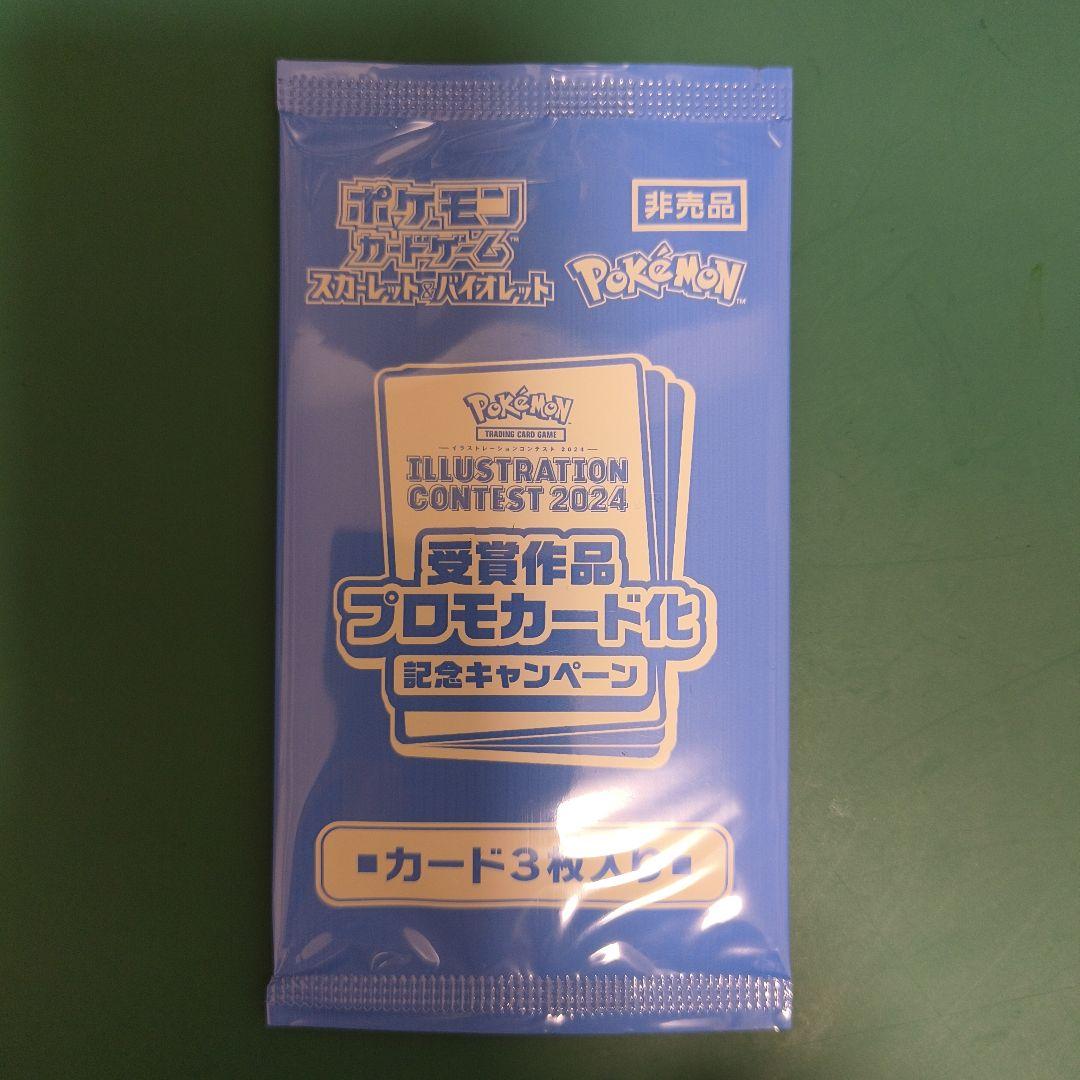 ポケモン
カードゲーム™
スカーレット&バイオレット
非売品
POKéMON™
POKéMON
TRADING CARD GAME
イラストレーションコンテスト 2024
ILLUSTRATION
CONTEST 2024
受賞作品
プロモカード化
記念キャンペーン
■カード3枚入り■